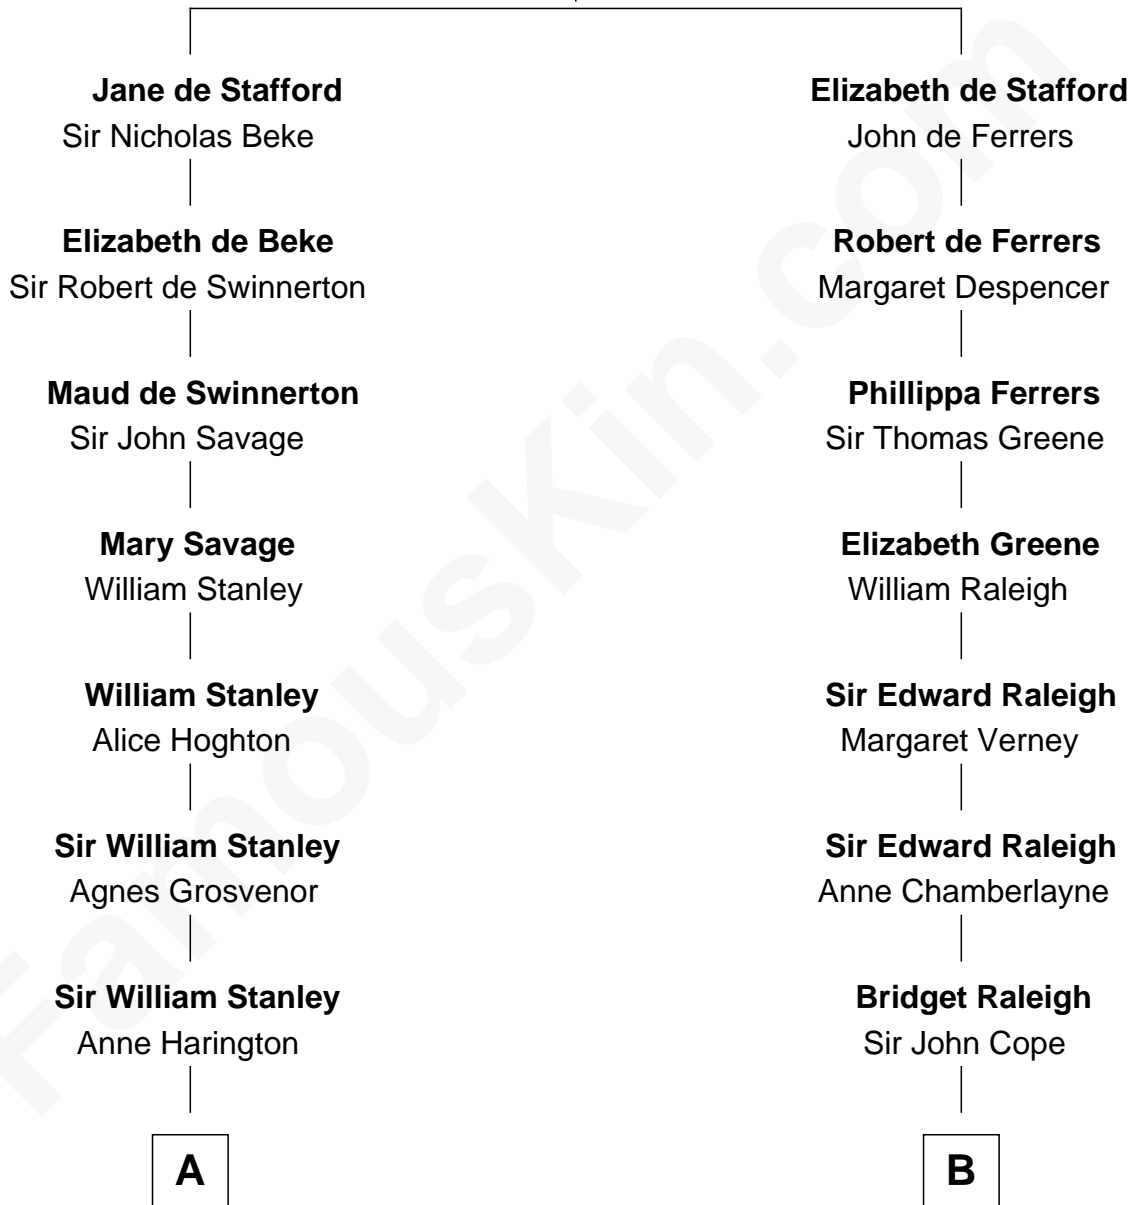 Jane de Stafford
Sir Nicholas Beke
Elizabeth de Stafford
John de Ferrers
Elizabeth de Beke
Sir Robert de Swinnerton
Robert de Ferrers
Margaret Despencer
Maud de Swinnerton
Sir John Savage
Phillippa Ferrers
Sir Thomas Greene
Mary Savage
William Stanley
Elizabeth Greene
William Raleigh
William Stanley
Alice Hoghton
Sir Edward Raleigh
Margaret Verney
Sir William Stanley
Agnes Grosvenor
Sir Edward Raleigh
Anne Chamberlayne
Sir William Stanley
Anne Harington
Bridget Raleigh
Sir John Cope
A
B
FamousKin.com